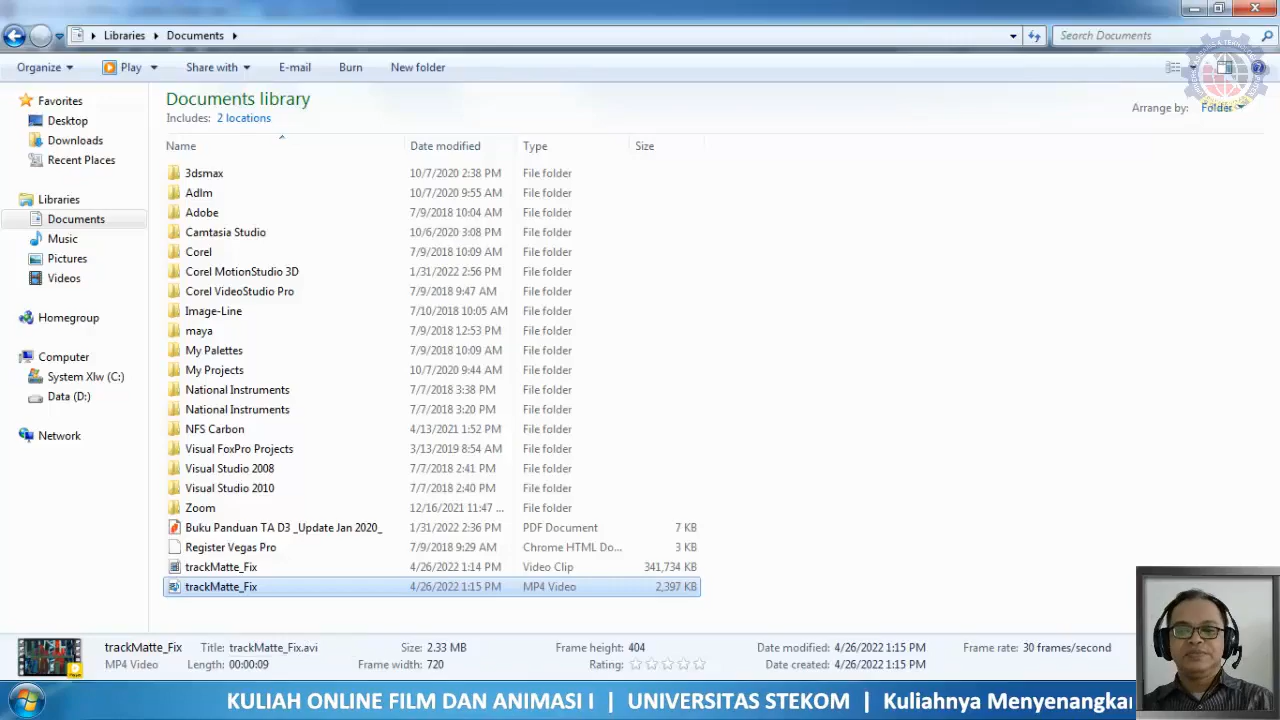 Libraries Documents Search Documents
Organize Play Share with E-mail Burn New folder
Favorites
Desktop
Downloads
Recent Places
Libraries
Documents
Music
Pictures
Videos
Homegroup
Computer
System Xlw (C:)
Data (D:)
Network
Documents library
Includes: 2 locations
Arrange by: Folder
Name Date modified Type Size
3dsmax 10/7/2020 2:38 PM File folder
Adlm 10/7/2020 9:55 AM File folder
Adobe 7/9/2018 10:04 AM File folder
Camtasia Studio 10/6/2020 3:08 PM File folder
Corel 7/9/2018 10:09 AM File folder
Corel MotionStudio 3D 1/31/2022 2:56 PM File folder
Corel VideoStudio Pro 7/9/2018 9:47 AM File folder
Image-Line 7/10/2018 10:05 AM File folder
maya 7/9/2018 12:53 PM File folder
My Palettes 7/9/2018 10:09 AM File folder
My Projects 10/7/2020 9:44 AM File folder
National Instruments 7/7/2018 3:38 PM File folder
National Instruments 7/7/2018 3:20 PM File folder
NFS Carbon 4/13/2021 1:52 PM File folder
Visual FoxPro Projects 3/13/2019 8:54 AM File folder
Visual Studio 2008 7/7/2018 2:41 PM File folder
Visual Studio 2010 7/7/2018 2:40 PM File folder
Zoom 12/16/2021 11:47 ... File folder
Buku Panduan TA D3 _Update Jan 2020_ 1/31/2022 2:36 PM PDF Document 7 KB
Register Vegas Pro 7/9/2018 9:29 AM Chrome HTML Do... 3 KB
trackMatte_Fix 4/26/2022 1:14 PM Video Clip 341,734 KB
trackMatte_Fix 4/26/2022 1:15 PM MP4 Video 2,397 KB
trackMatte_Fix Title: trackMatte_Fix.avi Size: 2.33 MB Frame height: 404 Date modified: 4/26/2022 1:15 PM Frame rate: 30 frames/second
MP4 Video Length: 00:00:09 Frame width: 720 Rating: Date created: 4/26/2022 1:15 PM
KULIAH ONLINE FILM DAN ANIMASI I | UNIVERSITAS STEKOM | Kuliahnya Menyenangkan